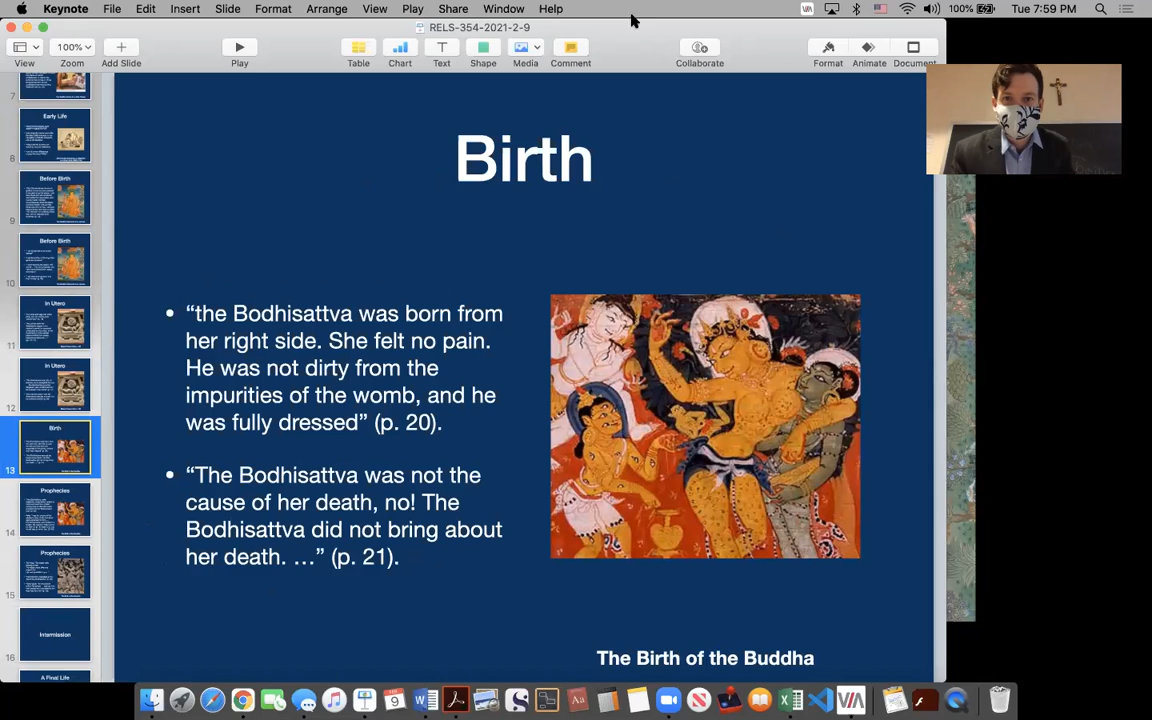 Keynote File Edit Insert Slide Format Arrange View Play Share Window Help 100% Tue 7:59 PM
RELS-354-2021-2-9
100%
View Zoom Add Slide Play Table Chart Text Shape Media Comment Collaborate Format Animate Document
7
Early Life
8
Before Birth
9
Before Birth
10
In Utero
11
In Utero
12
Birth
13
Prophecies
14
Prophecies
15
Intermission
16
A Final Life
Birth
• “the Bodhisattva was born from
her right side. She felt no pain.
He was not dirty from the
impurities of the womb, and he
was fully dressed” (p. 20).
• “The Bodhisattva was not the
cause of her death, no! The
Bodhisattva did not bring about
her death. …” (p. 21).
The Birth of the Buddha